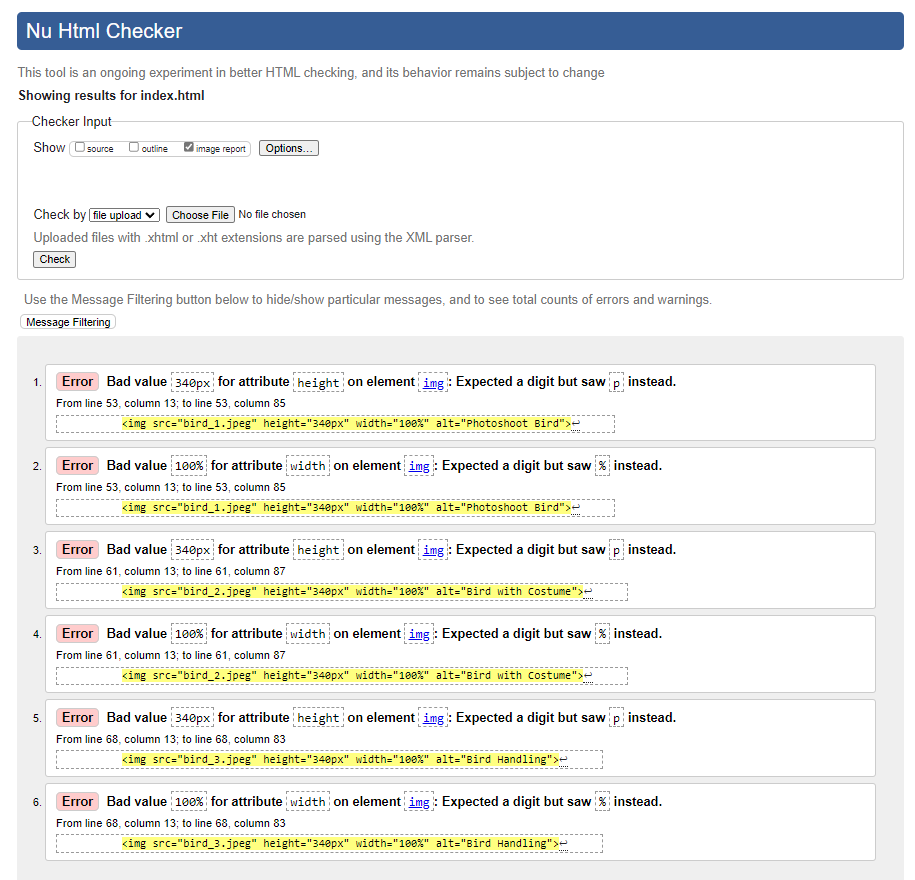 Nu Html Checker
This tool is an ongoing experiment in better HTML checking, and its behavior remains subject to change
Showing results for index.html
Checker Input
Show source outline image report Options...
Check by file upload Choose File No file chosen
Uploaded files with .xhtml or .xht extensions are parsed using the XML parser.
Check
Use the Message Filtering button below to hide/show particular messages, and to see total counts of errors and warnings.
Message Filtering
1. Error Bad value 340px for attribute height on element img: Expected a digit but saw p instead.
From line 53, column 13; to line 53, column 85
<img src="bird_1.jpeg" height="340px" width="100%" alt="Photoshoot Bird">↩
2. Error Bad value 100% for attribute width on element img: Expected a digit but saw % instead.
From line 53, column 13; to line 53, column 85
<img src="bird_1.jpeg" height="340px" width="100%" alt="Photoshoot Bird">↩
3. Error Bad value 340px for attribute height on element img: Expected a digit but saw p instead.
From line 61, column 13; to line 61, column 87
<img src="bird_2.jpeg" height="340px" width="100%" alt="Bird with Costume">↩
4. Error Bad value 100% for attribute width on element img: Expected a digit but saw % instead.
From line 61, column 13; to line 61, column 87
<img src="bird_2.jpeg" height="340px" width="100%" alt="Bird with Costume">↩
5. Error Bad value 340px for attribute height on element img: Expected a digit but saw p instead.
From line 68, column 13; to line 68, column 83
<img src="bird_3.jpeg" height="340px" width="100%" alt="Bird Handling">↩
6. Error Bad value 100% for attribute width on element img: Expected a digit but saw % instead.
From line 68, column 13; to line 68, column 83
<img src="bird_3.jpeg" height="340px" width="100%" alt="Bird Handling">↩